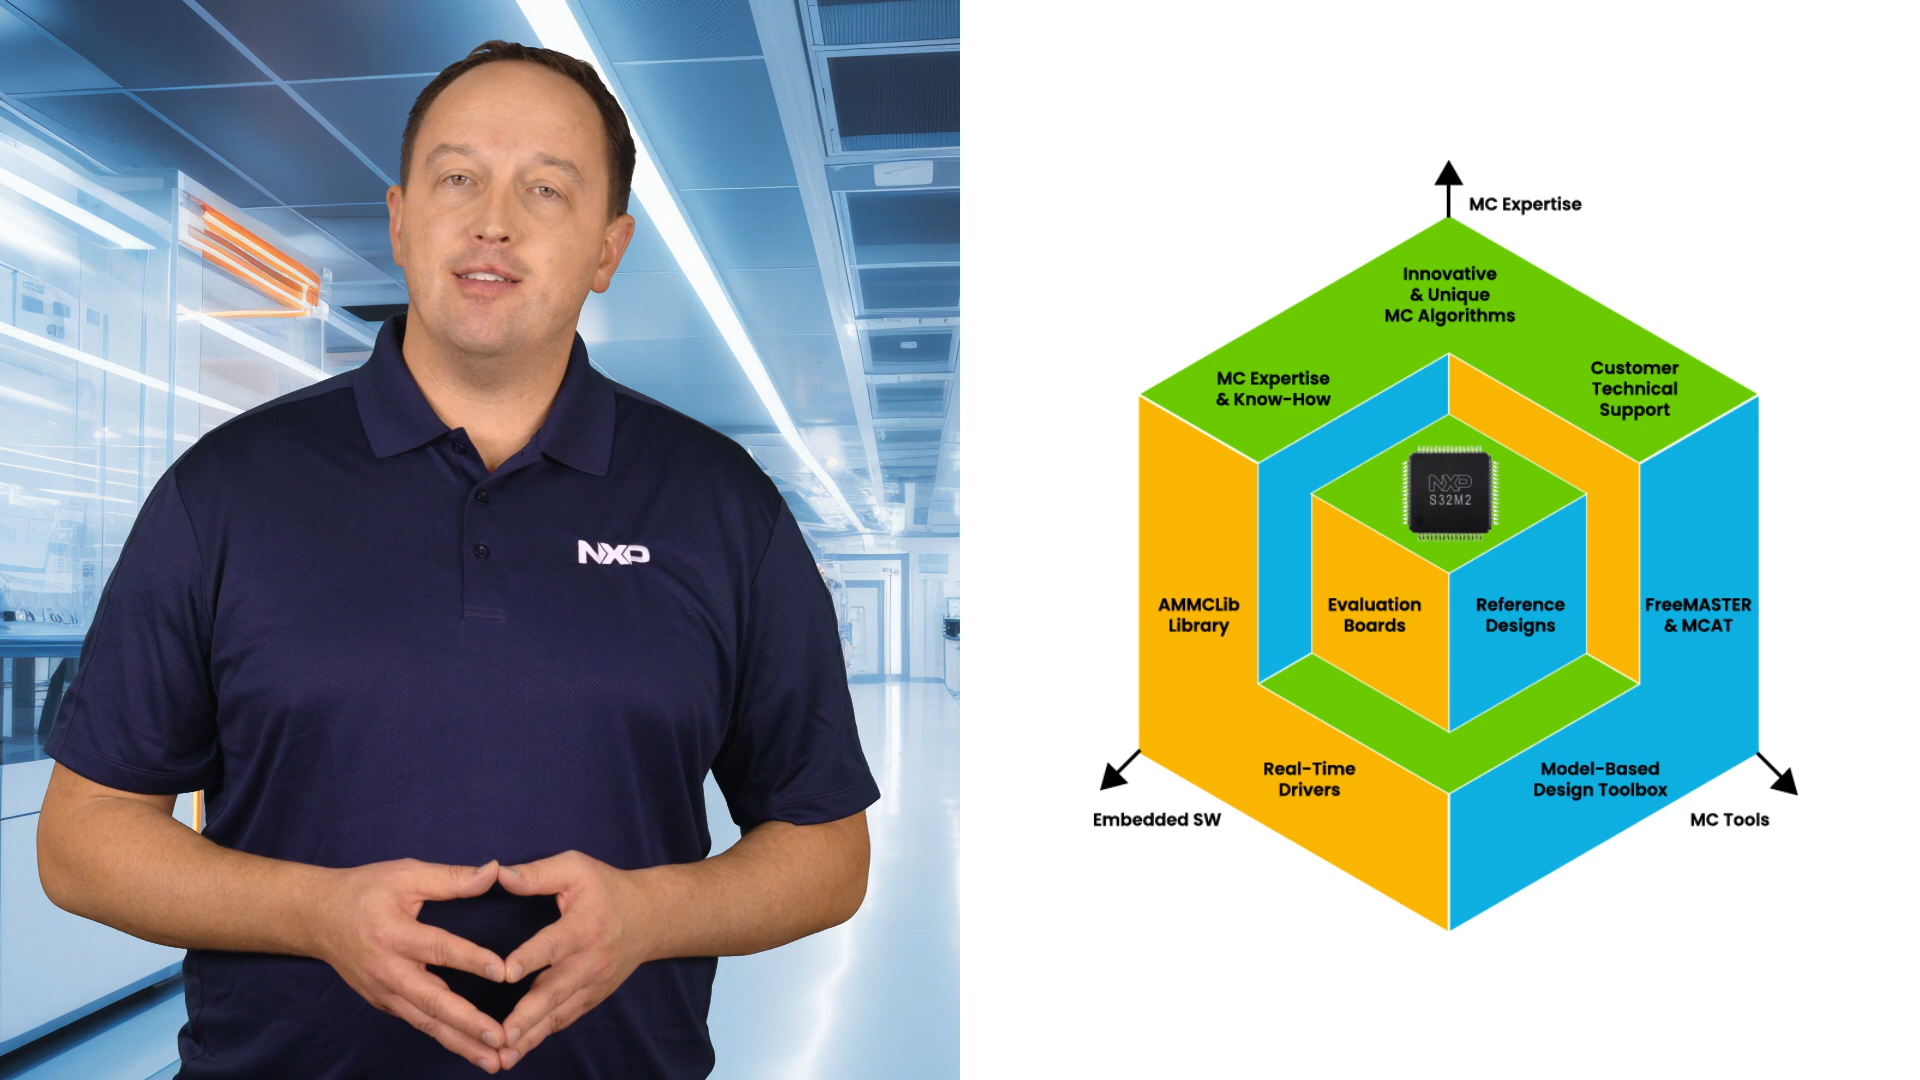 NXP
MC Expertise
Innovative
& Unique
MC Algorithms
MC Expertise
& Know-How
Customer
Technical
Support
NXP
S32M2
AMMCLib
Library
Evaluation
Boards
Reference
Designs
FreeMASTER
& MCAT
Real-Time
Drivers
Model-Based
Design Toolbox
Embedded SW
MC Tools